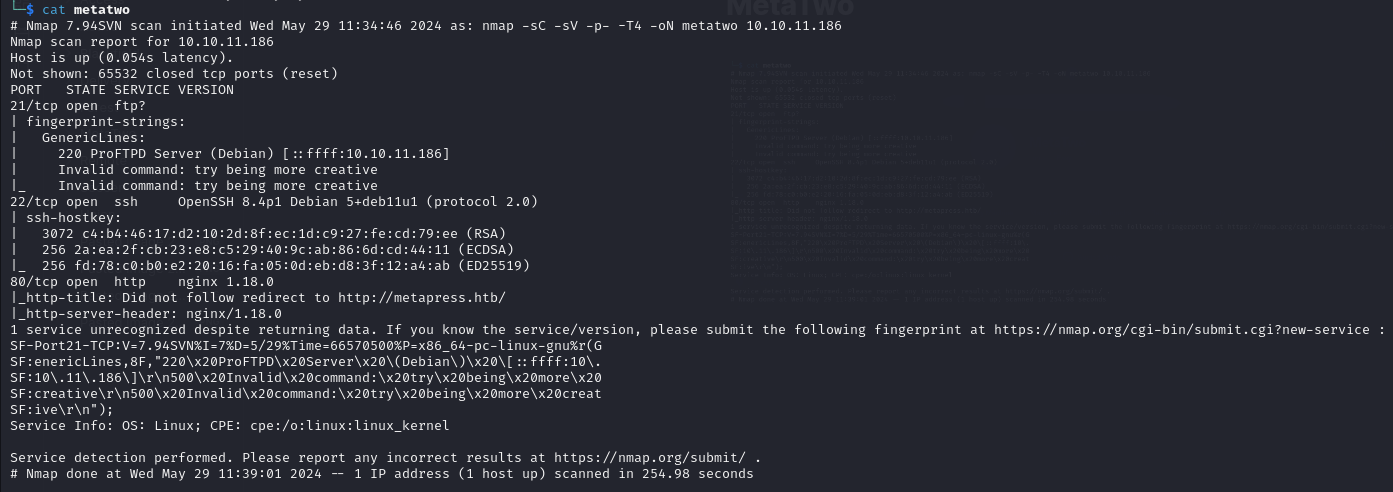 MetaTwo
└─$ cat metatwo
# Nmap 7.94SVN scan initiated Wed May 29 11:34:46 2024 as: nmap -sC -sV -p- -T4 -oN metatwo 10.10.11.186
Nmap scan report for 10.10.11.186
Host is up (0.054s latency).
Not shown: 65532 closed tcp ports (reset)
PORT   STATE SERVICE VERSION
21/tcp open  ftp?
| fingerprint-strings:
|   GenericLines:
|     220 ProFTPD Server (Debian) [::ffff:10.10.11.186]
|     Invalid command: try being more creative
|_    Invalid command: try being more creative
22/tcp open  ssh     OpenSSH 8.4p1 Debian 5+deb11u1 (protocol 2.0)
| ssh-hostkey:
|   3072 c4:b4:46:17:d2:10:2d:8f:ec:1d:c9:27:fe:cd:79:ee (RSA)
|   256 2a:ea:2f:cb:23:e8:c5:29:40:9c:ab:86:6d:cd:44:11 (ECDSA)
|_  256 fd:78:c0:b0:e2:20:16:fa:05:0d:eb:d8:3f:12:a4:ab (ED25519)
80/tcp open  http    nginx 1.18.0
|_http-title: Did not follow redirect to http://metapress.htb/
|_http-server-header: nginx/1.18.0
1 service unrecognized despite returning data. If you know the service/version, please submit the following fingerprint at https://nmap.org/cgi-bin/submit.cgi?new-service :
SF-Port21-TCP:V=7.94SVN%I=7%D=5/29%Time=66570500%P=x86_64-pc-linux-gnu%r(G
SF:enericLines,8F,"220\x20ProFTPD\x20Server\x20\(Debian\)\x20\[::ffff:10\.
SF:10\.11\.186\]\r\n500\x20Invalid\x20command:\x20try\x20being\x20more\x20
SF:creative\r\n500\x20Invalid\x20command:\x20try\x20being\x20more\x20creat
SF:ive\r\n");
Service Info: OS: Linux; CPE: cpe:/o:linux:linux_kernel

Service detection performed. Please report any incorrect results at https://nmap.org/submit/ .
# Nmap done at Wed May 29 11:39:01 2024 -- 1 IP address (1 host up) scanned in 254.98 seconds